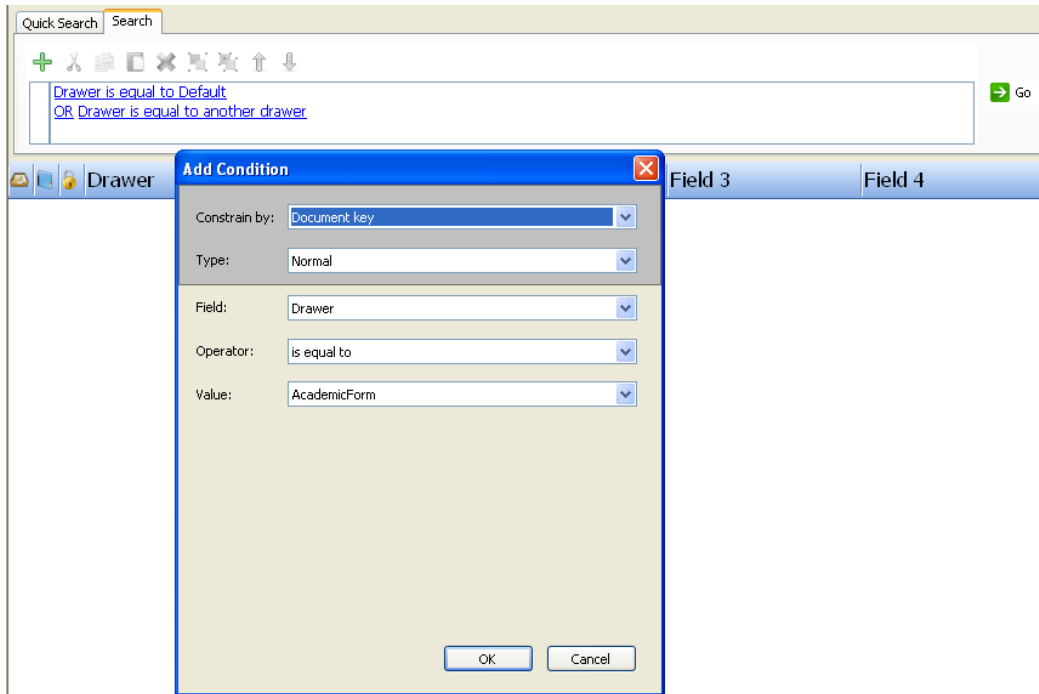 Quick Search Search
Drawer is equal to Default
OR Drawer is equal to another drawer
Go
Drawer Field 3 Field 4
Add Condition
Constrain by: Document key
Type: Normal
Field: Drawer
Operator: is equal to
Value: AcademicForm
OK Cancel